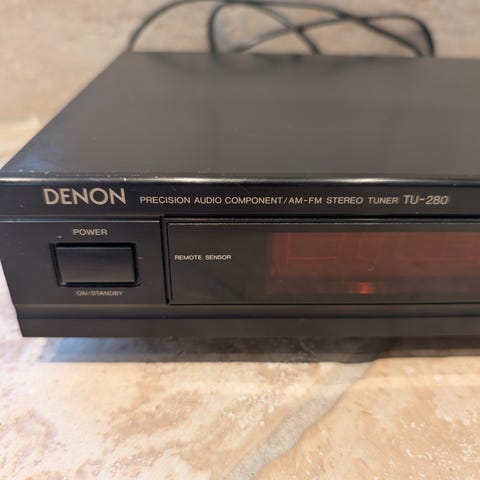 DENON PRECISION AUDIO COMPONENT/AM-FM STEREO TUNER TU-280
POWER
REMOTE SENSOR
ON/STANDBY